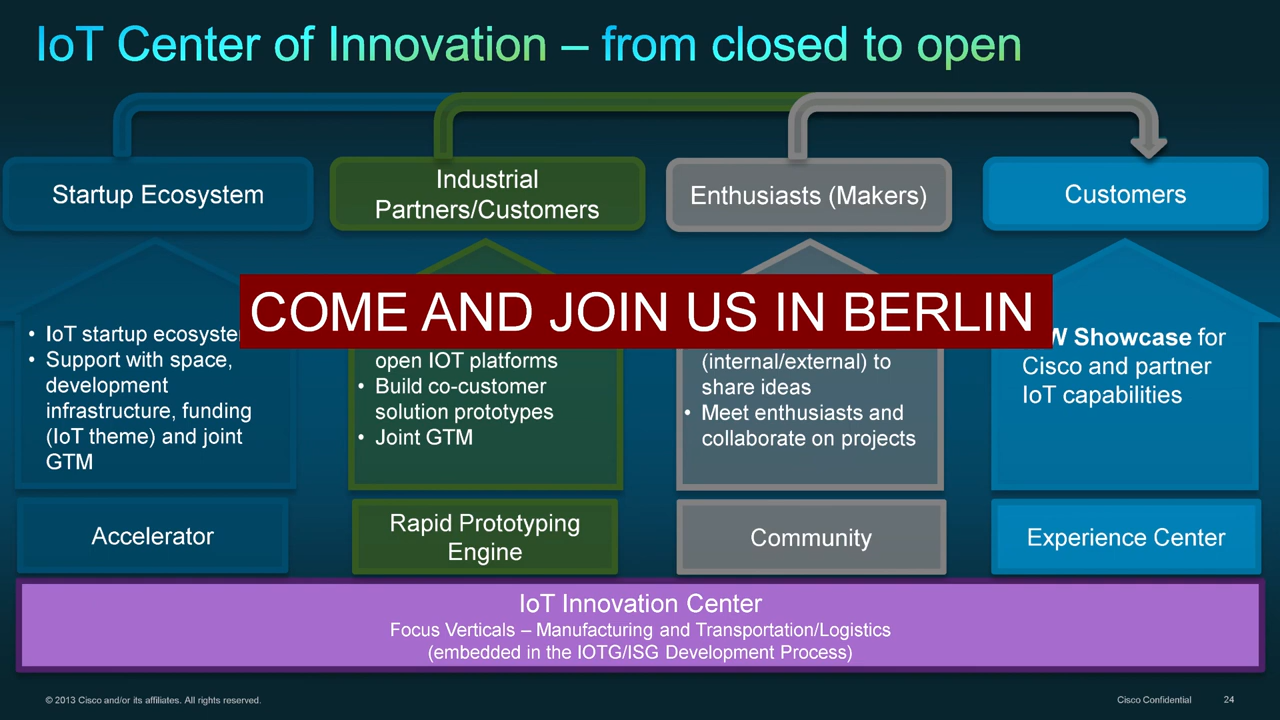 IoT Center of Innovation – from closed to open
Startup Ecosystem
Industrial
Partners/Customers
Enthusiasts (Makers)
Customers
COME AND JOIN US IN BERLIN
• IoT startup
• Support with space,
development
infrastructure, funding
(IoT theme) and joint
GTM
open IOT platforms
• Build co-customer
solution prototypes
• Joint GTM
(internal/external) to
share ideas
• Meet enthusiasts and
collaborate on projects
Showcase for
Cisco and partner
IoT capabilities
Accelerator
Rapid Prototyping
Engine
Community
Experience Center
IoT Innovation Center
Focus Verticals – Manufacturing and Transportation/Logistics
(embedded in the IOTG/ISG Development Process)
© 2013 Cisco and/or its affiliates. All rights reserved.
Cisco Confidential
24